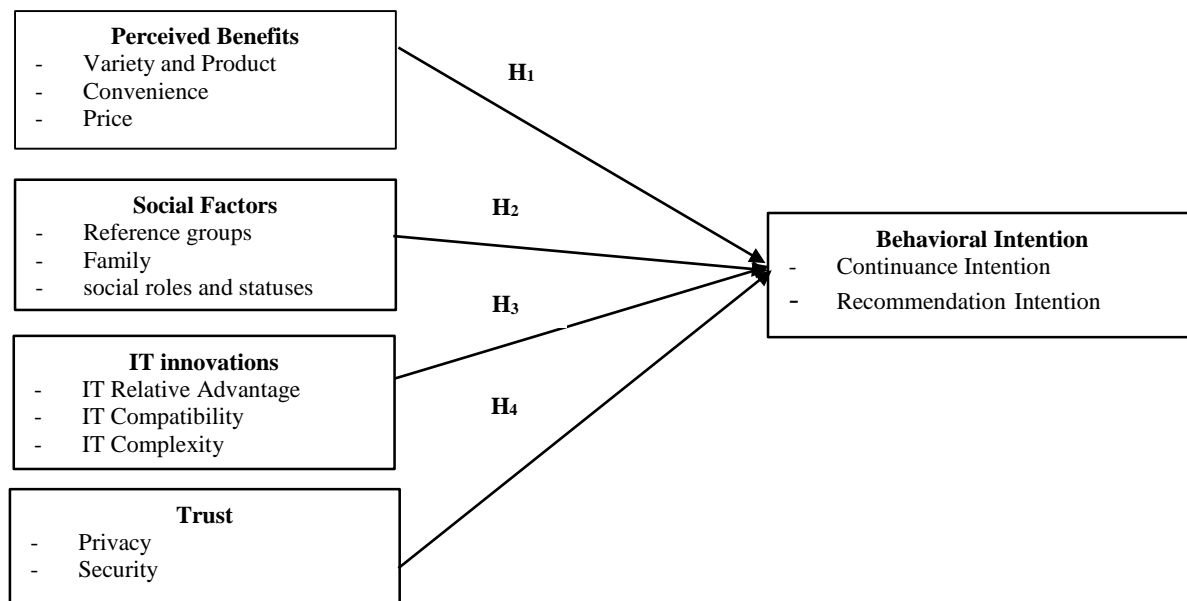 Perceived Benefits
- Variety and Product
- Convenience
- Price
H1
Social Factors
- Reference groups
- Family
- social roles and statuses
H2
Behavioral Intention
- Continuance Intention
- Recommendation Intention
H3
IT innovations
- IT Relative Advantage
- IT Compatibility
- IT Complexity
H4
Trust
- Privacy
- Security